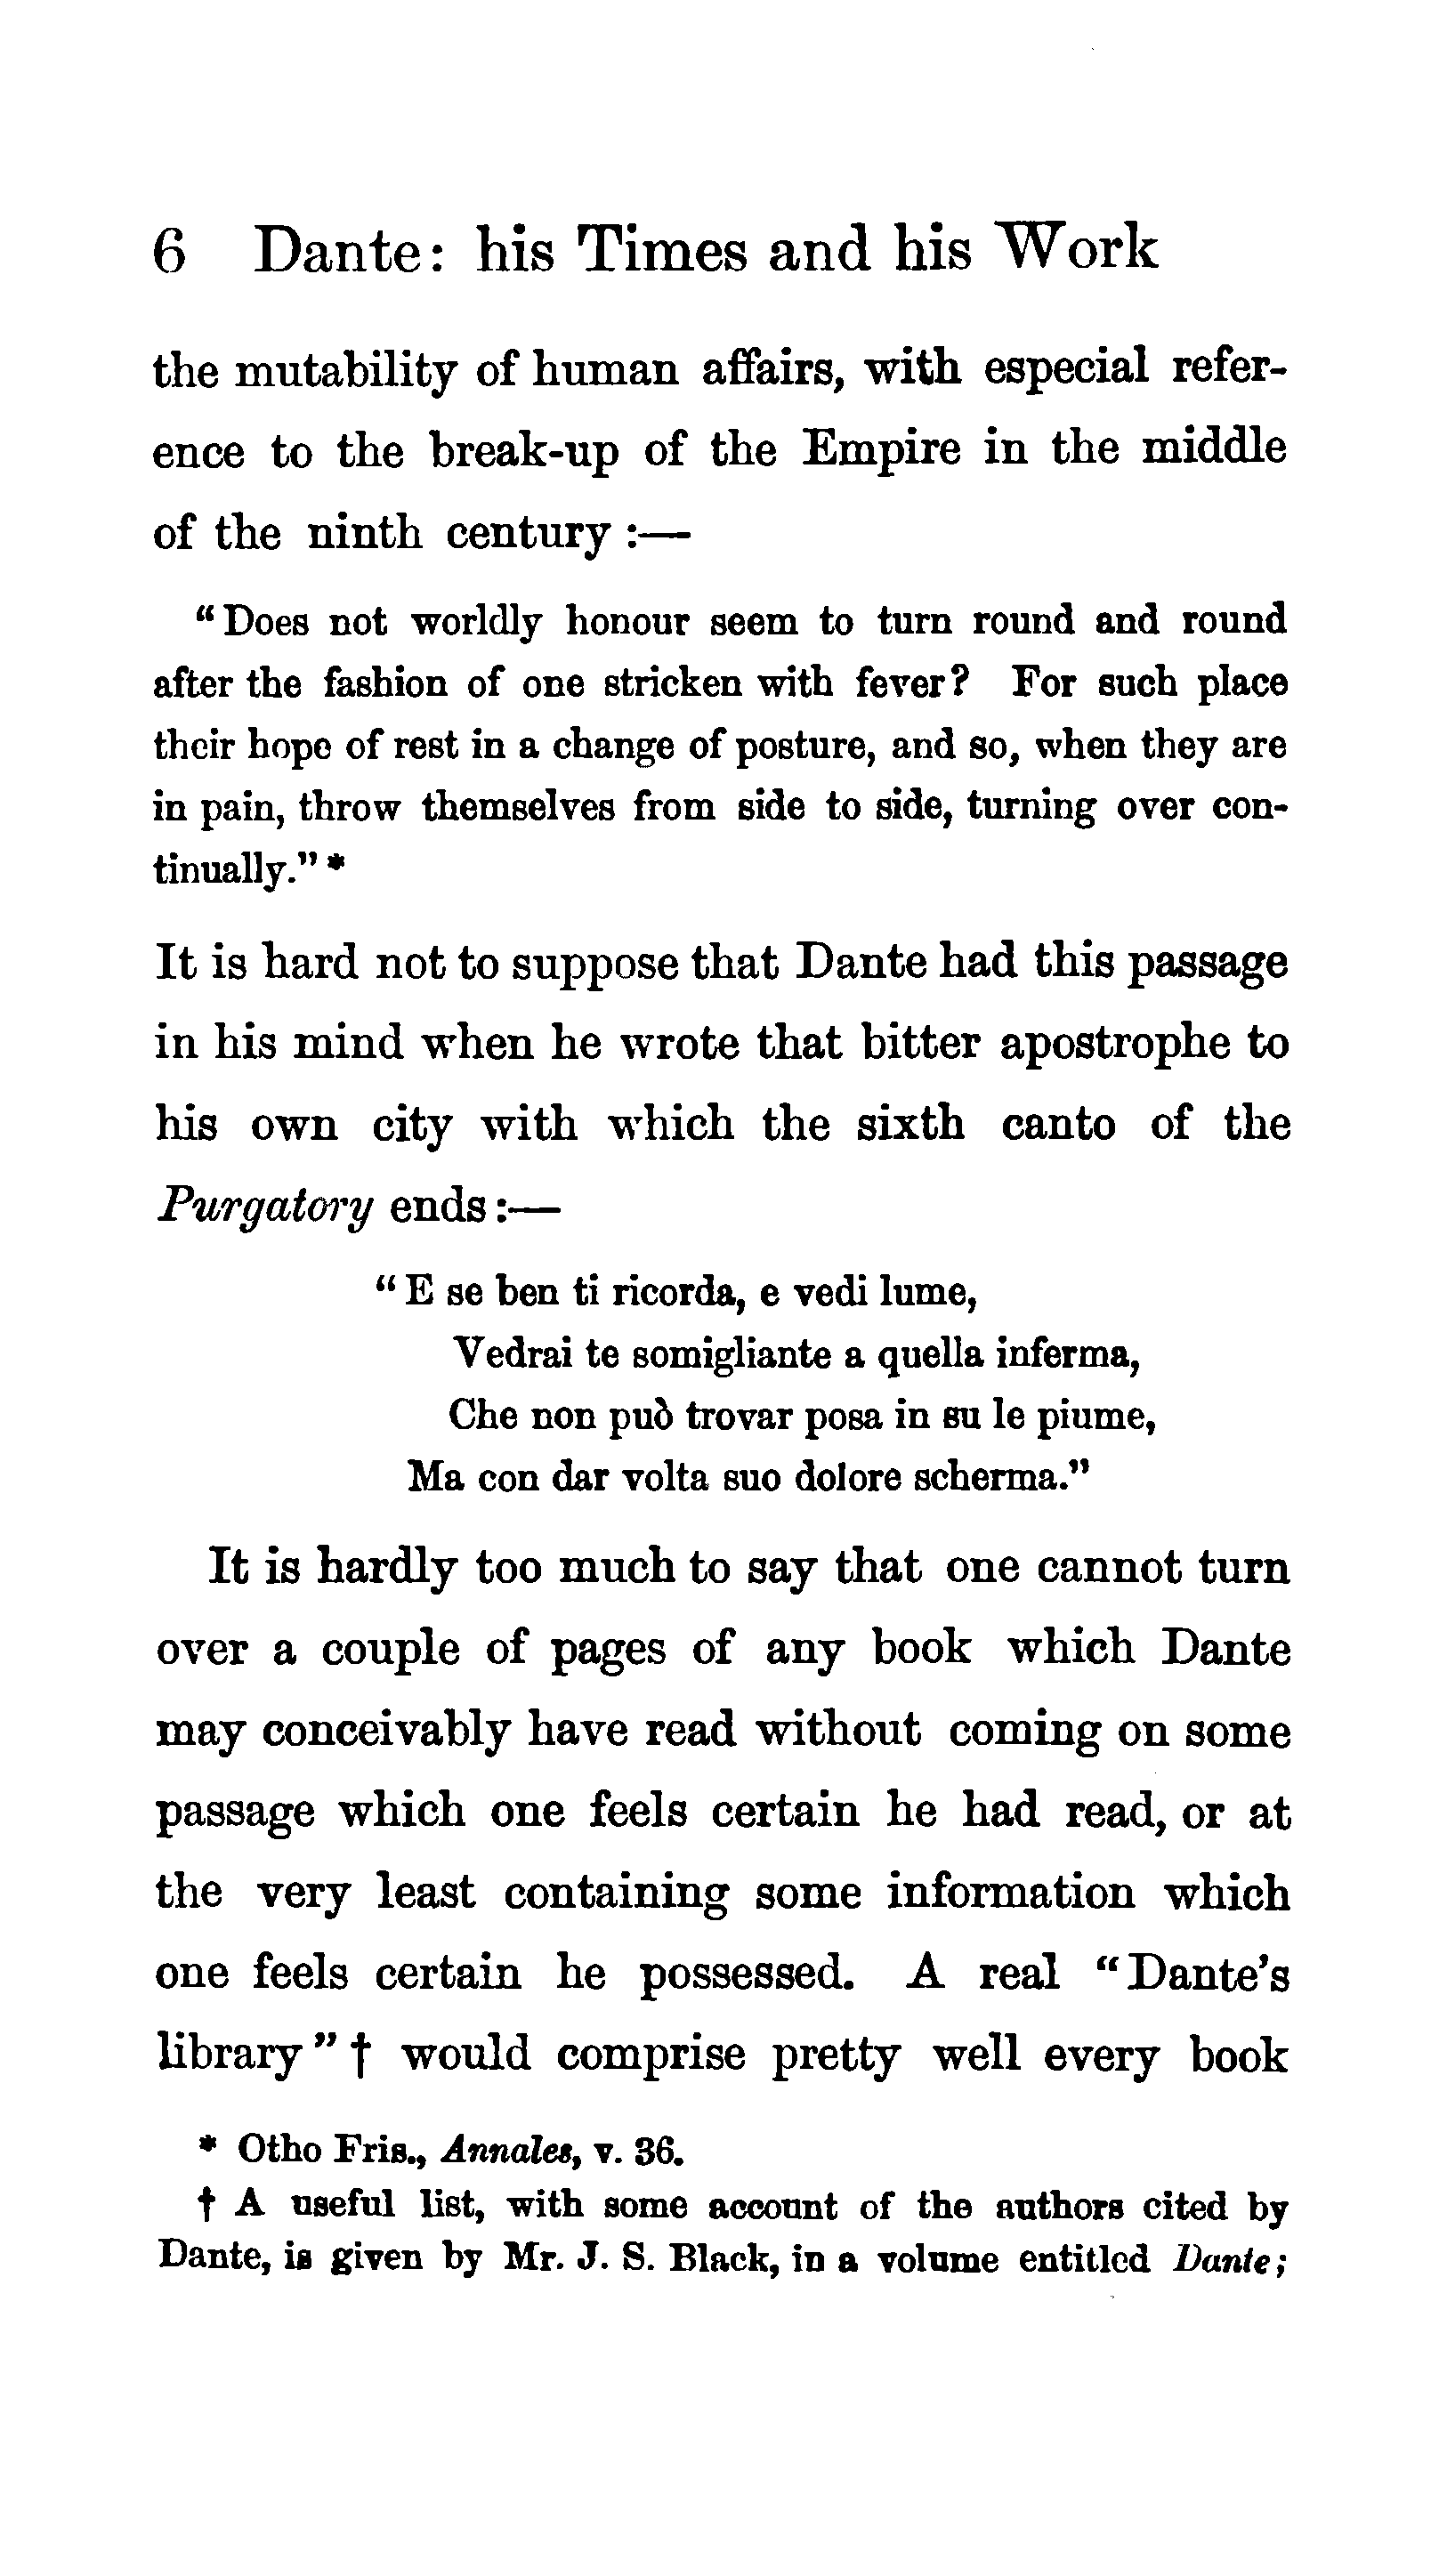 6 Dante: his Times and his Work
the mutability of human affairs, with especial refer-
ence to the break-up of the Empire in the middle
of the ninth century :—
“Does not worldly honour seem to turn round and round
after the fashion of one stricken with fever? For such place
their hope of rest in a change of posture, and so, when they are
in pain, throw themselves from side to side, turning over con-
tinually.” *
It is hard not to suppose that Dante had this passage
in his mind when he wrote that bitter apostrophe to
his own city with which the sixth canto of the
Purgatory ends :—
“E se ben ti ricorda, e vedi lume,
Vedrai te somigliante a quella inferma,
Che non può trovar posa in su le piume,
Ma con dar volta suo dolore scherma.”
It is hardly too much to say that one cannot turn
over a couple of pages of any book which Dante
may conceivably have read without coming on some
passage which one feels certain he had read, or at
the very least containing some information which
one feels certain he possessed. A real “Dante’s
library” † would comprise pretty well every book
* Otho Fris., Annales, v. 36.
† A useful list, with some account of the authors cited by
Dante, is given by Mr. J. S. Black, in a volume entitled Dante;